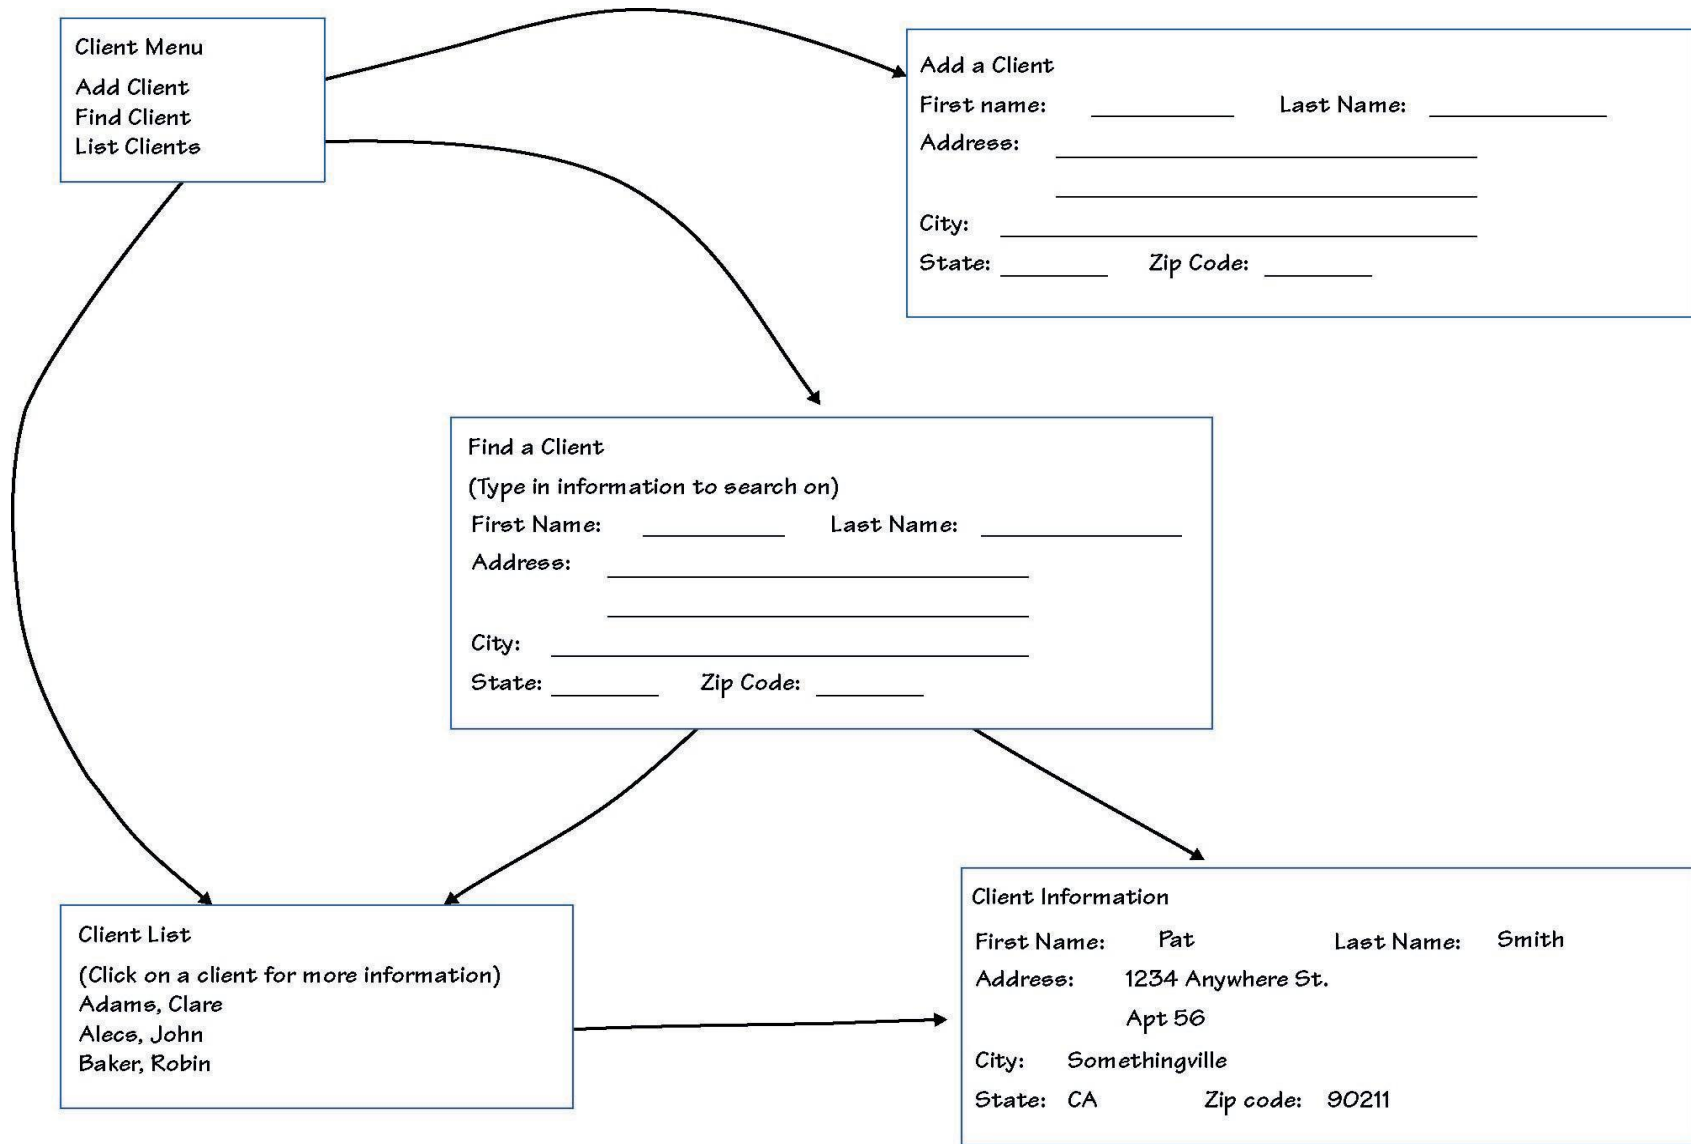 Client Menu
Add Client
Find Client
List Clients
Add a Client
First name: Last Name:
Address:
City:
State: Zip Code:
Find a Client
(Type in information to search on)
First Name: Last Name:
Address:
City:
State: Zip Code:
Client List
(Click on a client for more information)
Adams, Clare
Alecs, John
Baker, Robin
Client Information
First Name: Pat Last Name: Smith
Address: 1234 Anywhere St.
Apt 56
City: Somethingville
State: CA Zip code: 90211